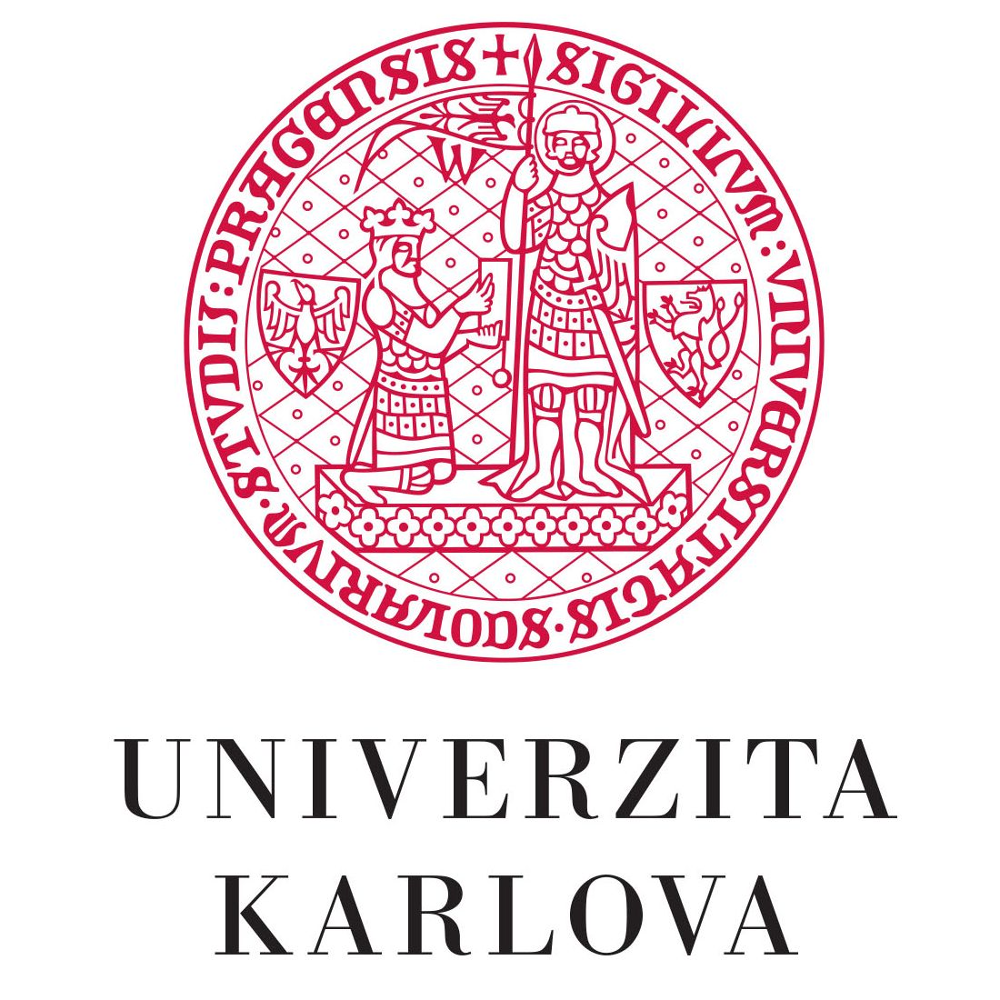 ✠ SIGILLVM : VNIVERSITATIS · SCOLARIVM · STVDII : PRAGENSIS
W
UNIVERZITA
KARLOVA